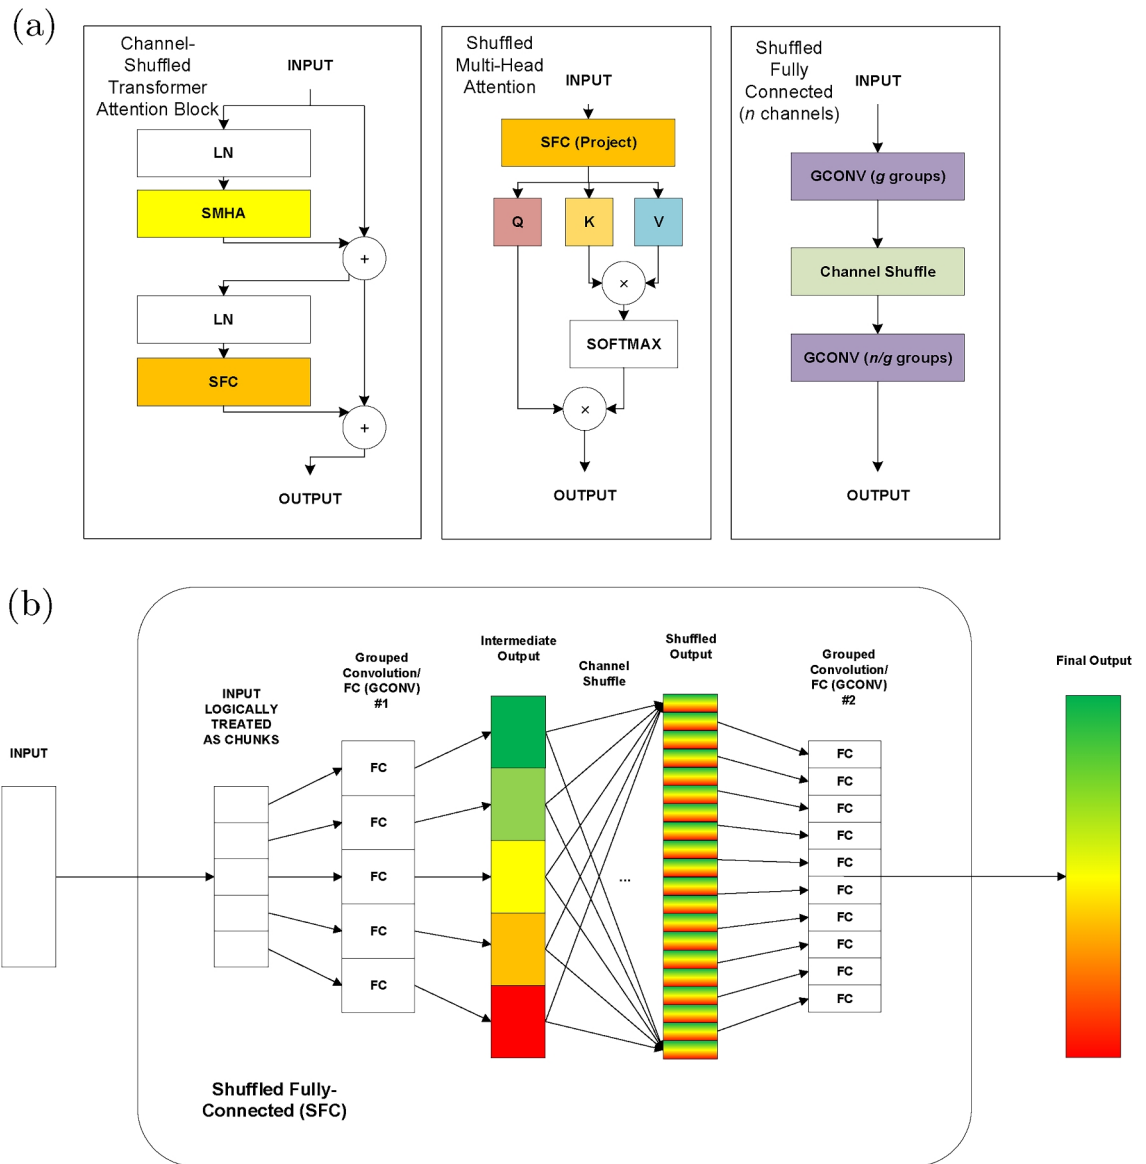 (a)
Channel-
Shuffled
Transformer
Attention Block
INPUT
LN
SMHA
+
LN
SFC
+
OUTPUT
Shuffled
Multi-Head
Attention
INPUT
SFC (Project)
Q
K
V
×
SOFTMAX
×
OUTPUT
Shuffled
Fully
Connected
(n channels)
INPUT
GCONV (g groups)
Channel Shuffle
GCONV (n/g groups)
OUTPUT
(b)
INPUT
INPUT
LOGICALLY
TREATED
AS CHUNKS
Grouped
Convolution/
FC (GCONV)
#1
FC
FC
FC
FC
FC
Intermediate
Output
Channel
Shuffle
...
Shuffled
Output
Grouped
Convolution/
FC (GCONV)
#2
FC
FC
FC
FC
FC
FC
FC
FC
FC
FC
Final Output
Shuffled Fully-
Connected (SFC)